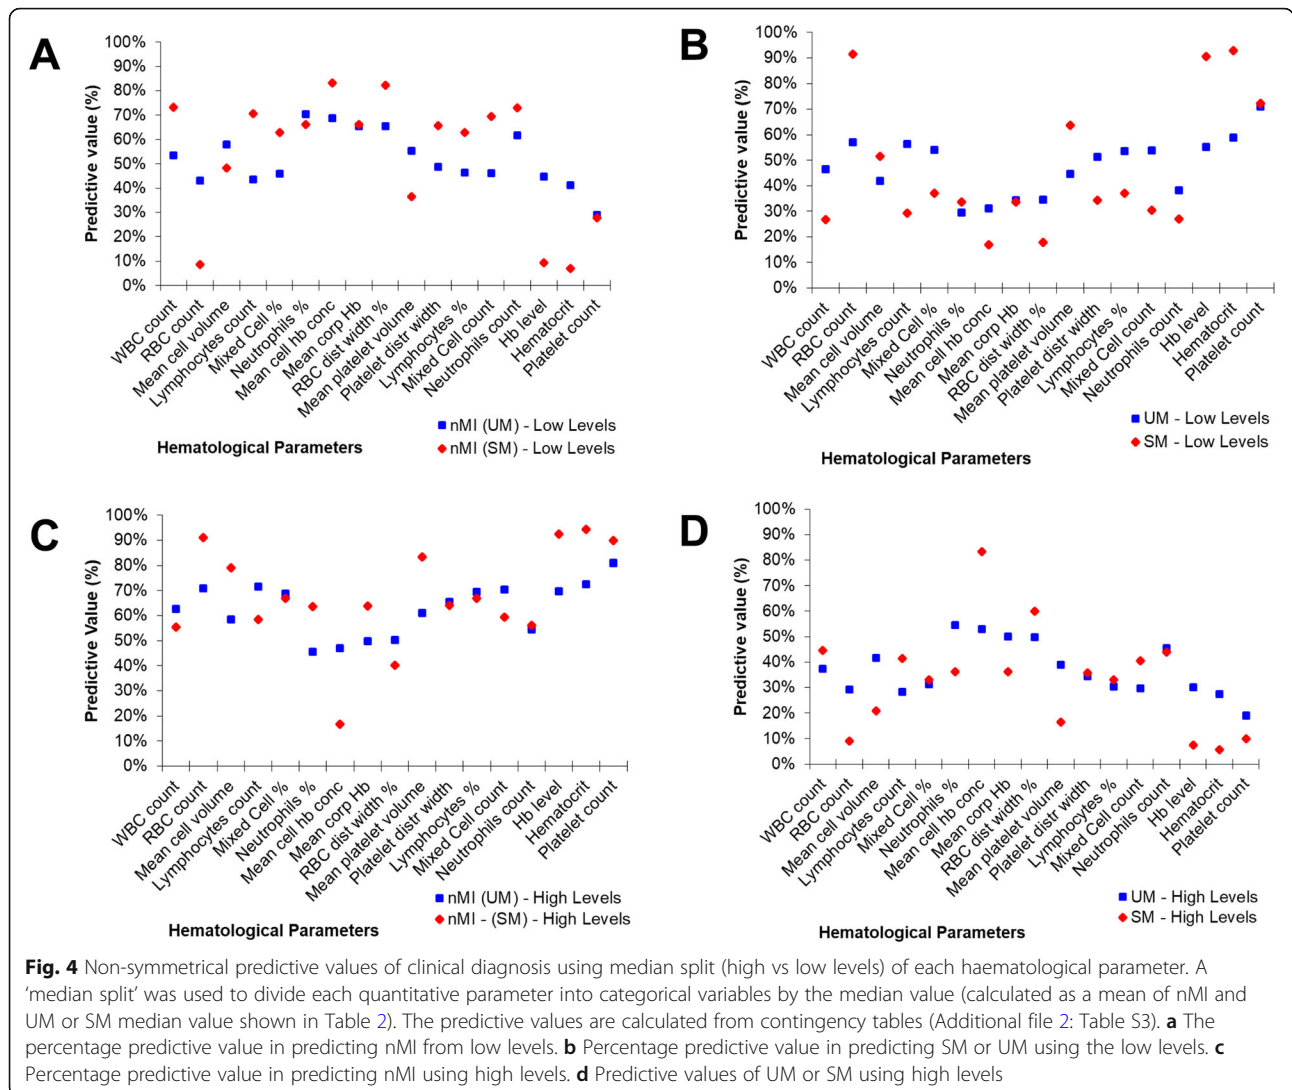 A
100%
90%
80%
70%
60%
50%
40%
30%
20%
10%
0%
Predictive value (%)
WBC count
RBC count
Mean cell volume
Lymphocytes count
Mixed Cell %
Neutrophils %
Mean cell hb conc
Mean corp Hb
RBC dist width %
Mean platelet volume
Platelet distr width
Lymphocytes %
Mixed Cell count
Neutrophils count
Hb level
Hematocrit
Platelet count
nMI (UM) - Low Levels
nMI (SM) - Low Levels
Hematological Parameters
B
100%
90%
80%
70%
60%
50%
40%
30%
20%
10%
0%
Predictive value (%)
WBC count
RBC count
Mean cell volume
Lymphocytes count
Mixed Cell %
Neutrophils %
Mean cell hb conc
Mean corp Hb
RBC dist width %
Mean platelet volume
Platelet distr width
Lymphocytes %
Mixed Cell count
Neutrophils count
Hb level
Hematocrit
Platelet count
UM - Low Levels
SM - Low Levels
Hematological Parameters
C
100%
90%
80%
70%
60%
50%
40%
30%
20%
10%
0%
Predictive Value (%)
WBC count
RBC count
Mean cell volume
Lymphocytes count
Mixed Cell %
Neutrophils %
Mean cell hb conc
Mean corp Hb
RBC dist width %
Mean platelet volume
Platelet distr width
Lymphocytes %
Mixed Cell count
Neutrophils count
Hb level
Hematocrit
Platelet count
nMI (UM) - High Levels
nMI - (SM) - High Levels
Hematological Parameters
D
100%
90%
80%
70%
60%
50%
40%
30%
20%
10%
0%
Predictive value (%)
WBC count
RBC count
Mean cell volume
Lymphocytes count
Mixed Cell %
Neutrophils %
Mean cell hb conc
Mean corp Hb
RBC dist width %
Mean platelet volume
Platelet distr width
Lymphocytes %
Mixed Cell count
Neutrophils count
Hb level
Hematocrit
Platelet count
UM - High Levels
SM - High Levels
Hematological Parameters
Fig. 4 Non-symmetrical predictive values of clinical diagnosis using median split (high vs low levels) of each haematological parameter. A
‘median split’ was used to divide each quantitative parameter into categorical variables by the median value (calculated as a mean of nMI and
UM or SM median value shown in Table 2). The predictive values are calculated from contingency tables (Additional file 2: Table S3). a The
percentage predictive value in predicting nMI from low levels. b Percentage predictive value in predicting SM or UM using the low levels. c
Percentage predictive value in predicting nMI using high levels. d Predictive values of UM or SM using high levels